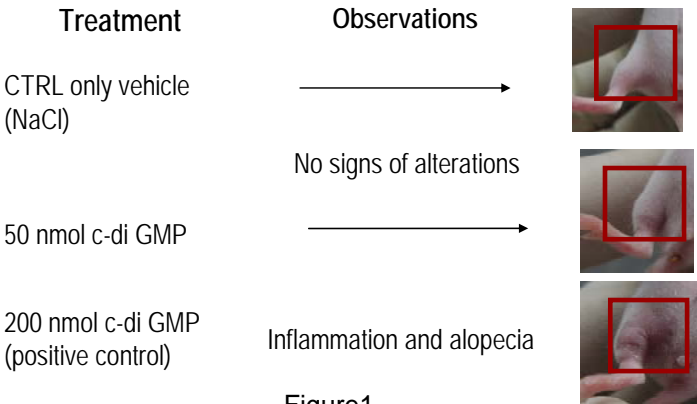 Treatment
Observations
CTRL only vehicle
(NaCl)
No signs of alterations
50 nmol c-di GMP
200 nmol c-di GMP
(positive control)
Inflammation and alopecia
Figure1